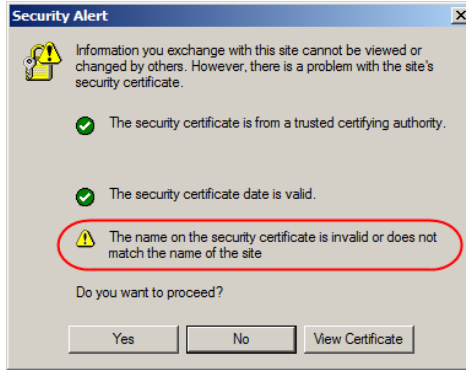 Security Alert
Information you exchange with this site cannot be viewed or
changed by others. However, there is a problem with the site's
security certificate.
The security certificate is from a trusted certifying authority.
The security certificate date is valid.
The name on the security certificate is invalid or does not
match the name of the site
Do you want to proceed?
Yes
No
View Certificate